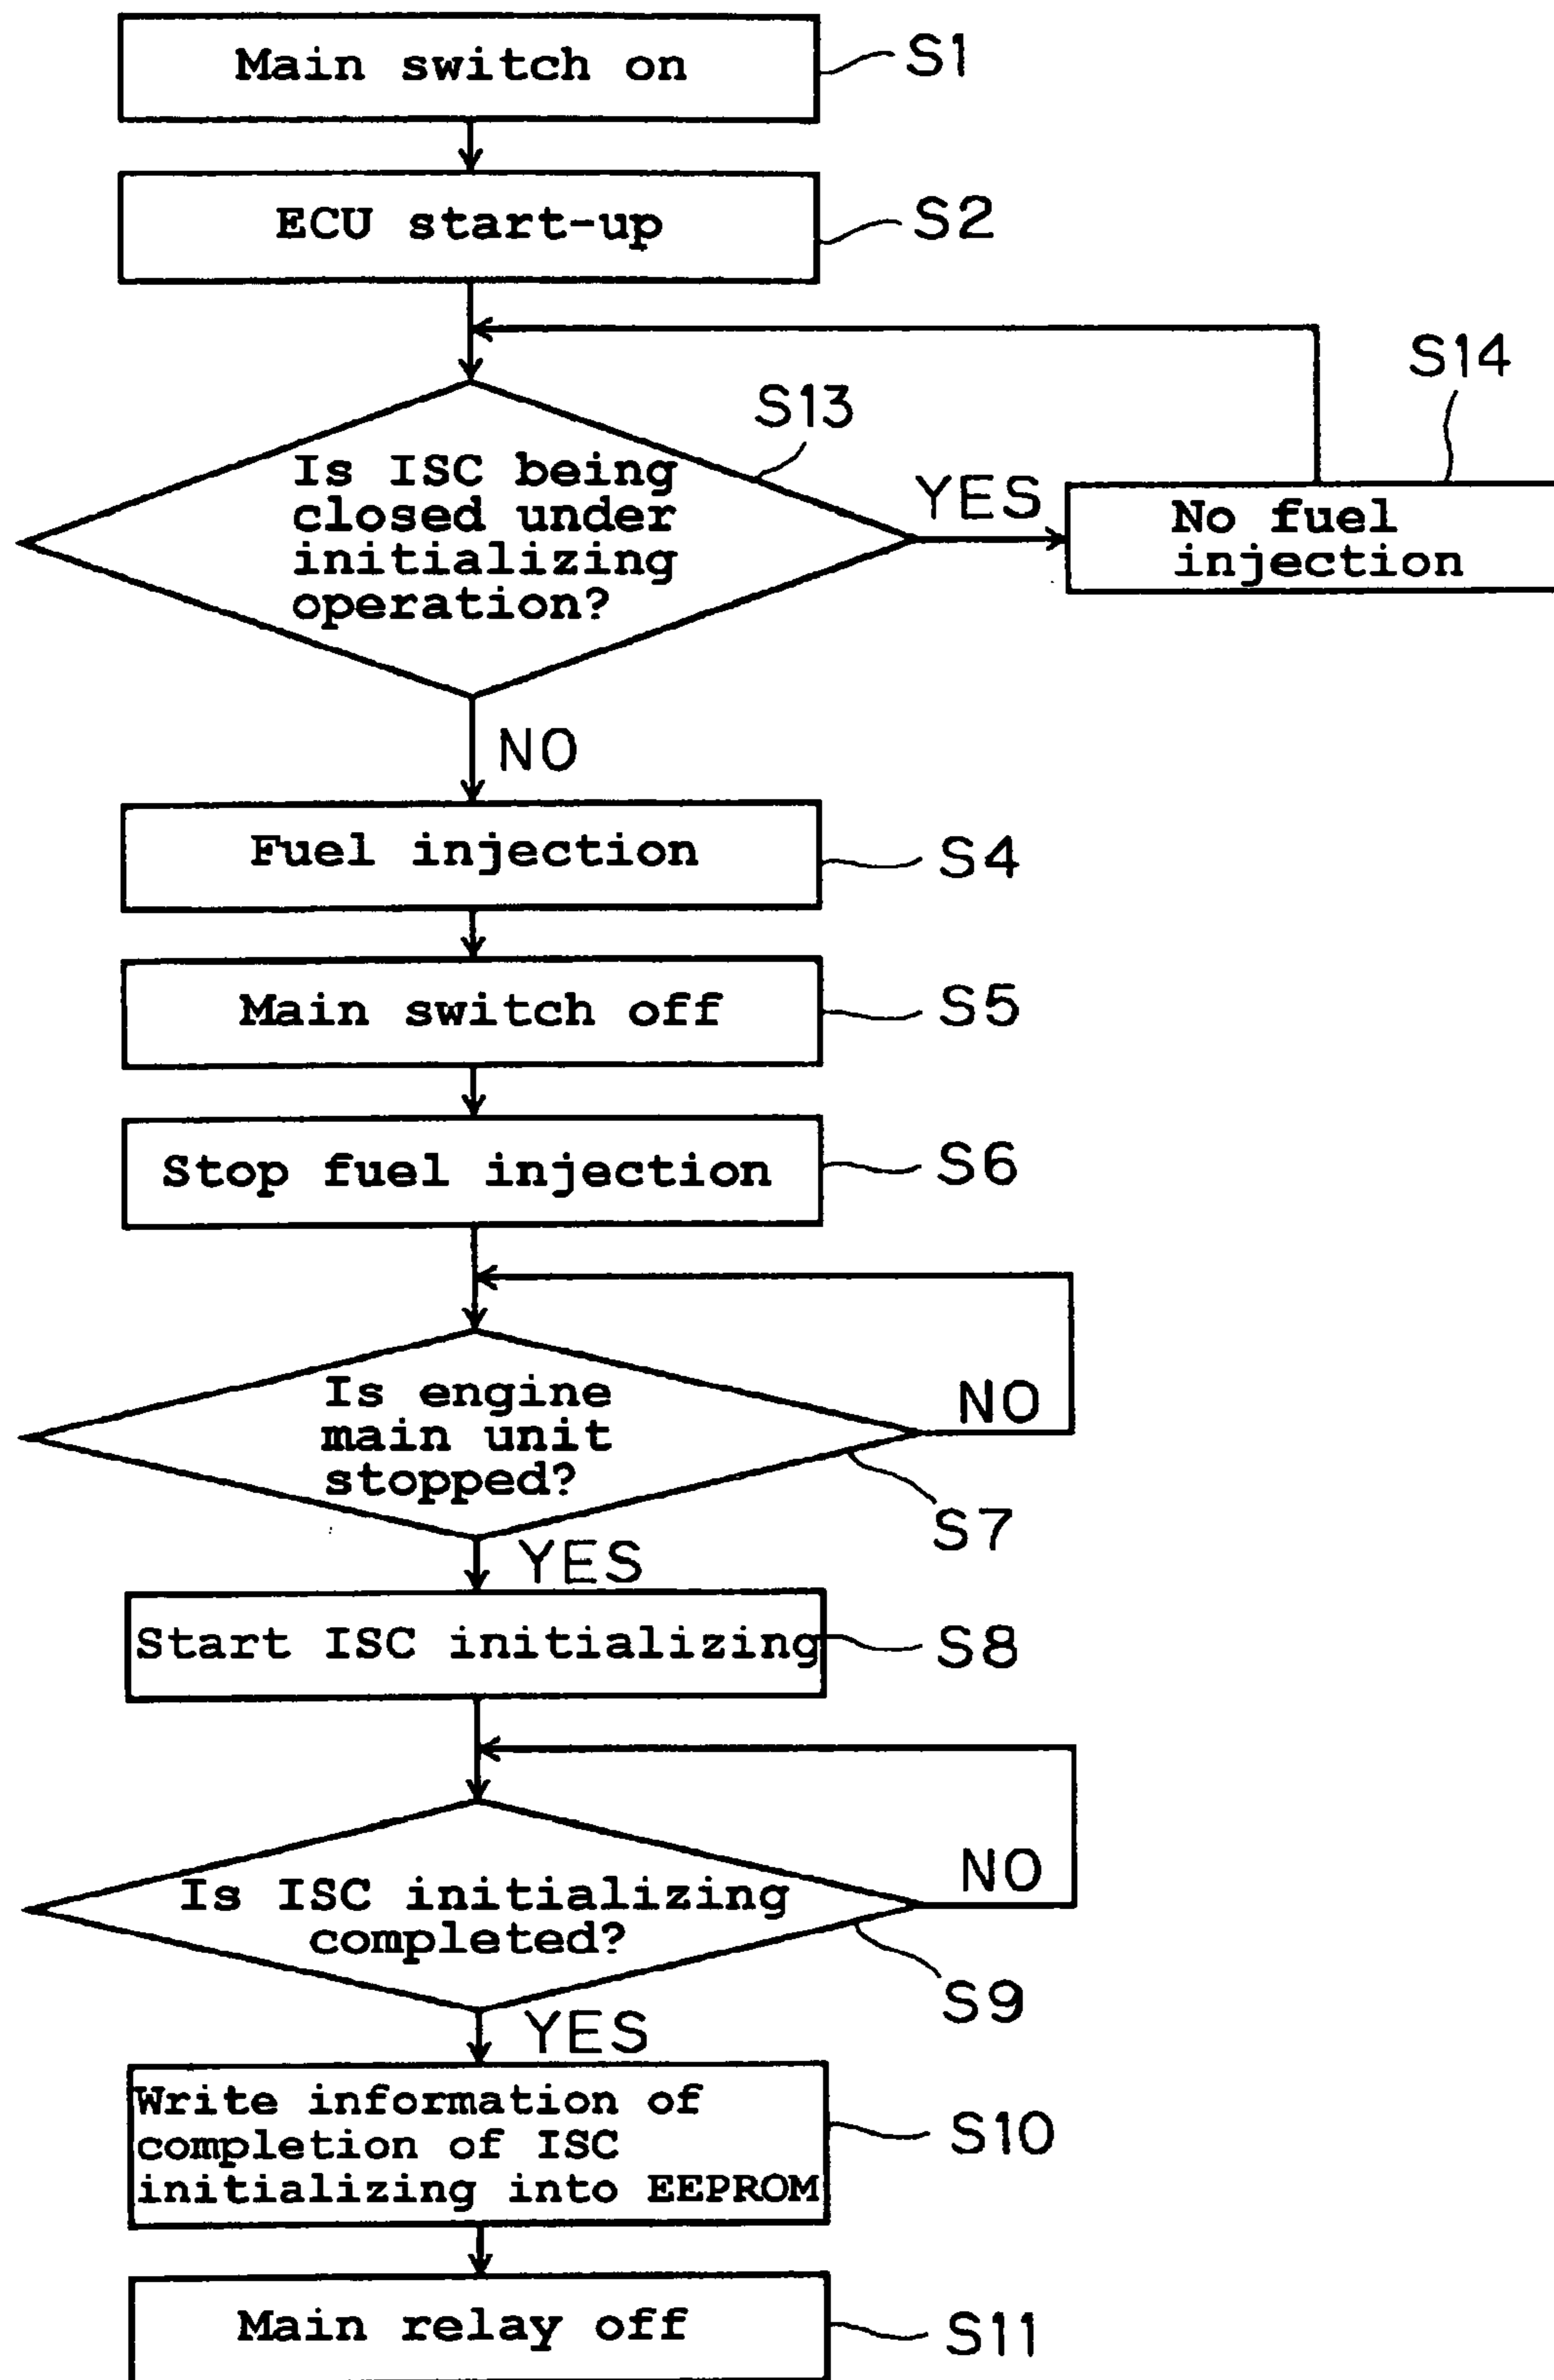 Main switch on
S1
ECU start-up
S2
S14
S13
Is ISC being
closed under
initializing
operation?
YES
No fuel
injection
NO
Fuel injection
S4
Main switch off
S5
Stop fuel injection
S6
Is engine
main unit
stopped?
NO
S7
YES
Start ISC initializing
S8
Is ISC initializing
completed?
NO
S9
YES
Write information of
completion of ISC
initializing into EEPROM
S10
Main relay off
S11